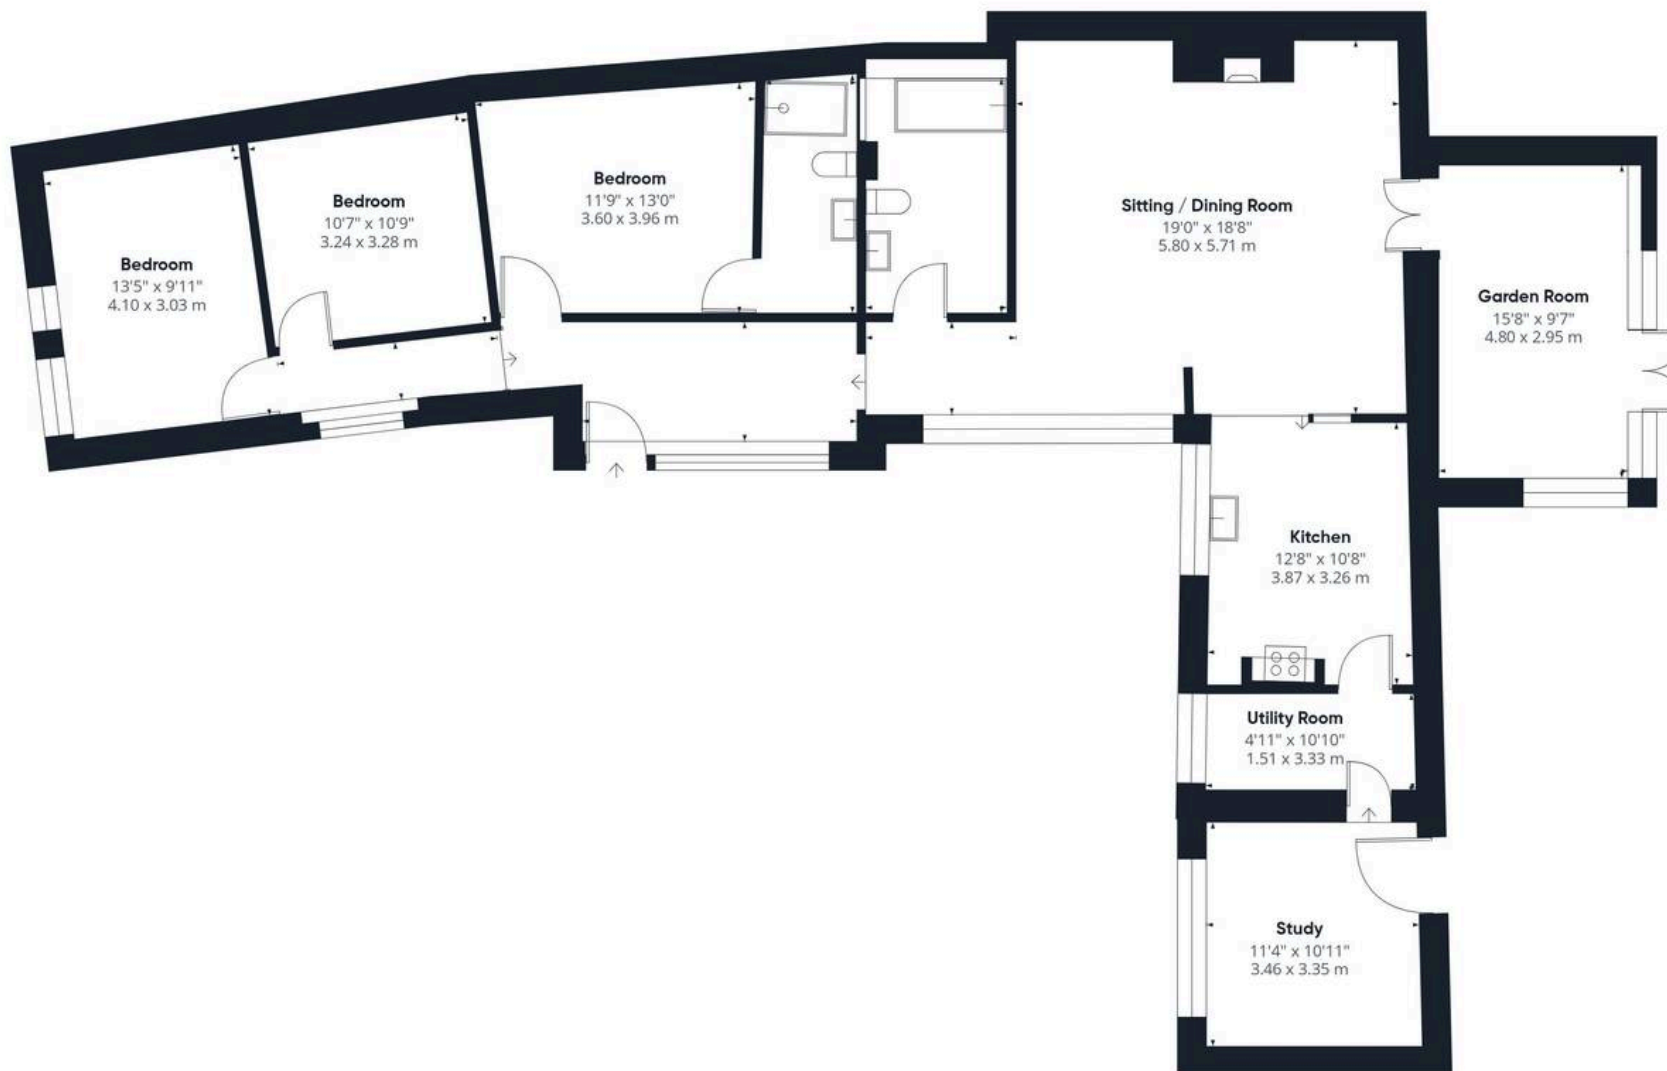 Bedroom
13'5" x 9'11"
4.10 x 3.03 m
Bedroom
10'7" x 10'9"
3.24 x 3.28 m
Bedroom
11'9" x 13'0"
3.60 x 3.96 m
Sitting / Dining Room
19'0" x 18'8"
5.80 x 5.71 m
Garden Room
15'8" x 9'7"
4.80 x 2.95 m
Kitchen
12'8" x 10'8"
3.87 x 3.26 m
Utility Room
4'11" x 10'10"
1.51 x 3.33 m
Study
11'4" x 10'11"
3.46 x 3.35 m